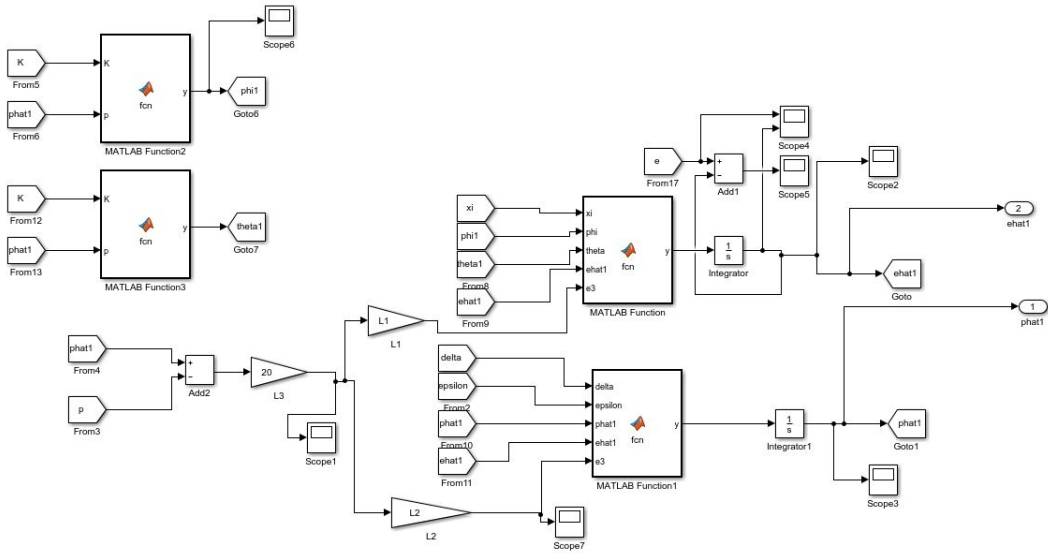 Scope6
K
From5
phat1
From6
K
p
fcn
y
MATLAB Function2
phi1
Goto6
K
From12
phat1
From13
K
p
fcn
y
MATLAB Function3
theta1
Goto7
e
From17
+
−
Add1
Scope4
Scope5
Scope2
2
ehat1
xi
phi1
theta1
From8
ehat1
From9
xi
phi
theta
ehat1
e3
fcn
y
MATLAB Function
1
s
Integrator
ehat1
Goto
1
phat1
phat1
From4
p
From3
+
−
Add2
20
L3
Scope1
L1
L1
L2
L2
Scope7
delta
epsilon
From2
phat1
From10
ehat1
From11
delta
epsilon
phat1
ehat1
e3
fcn
y
MATLAB Function1
1
s
Integrator1
phat1
Goto1
Scope3